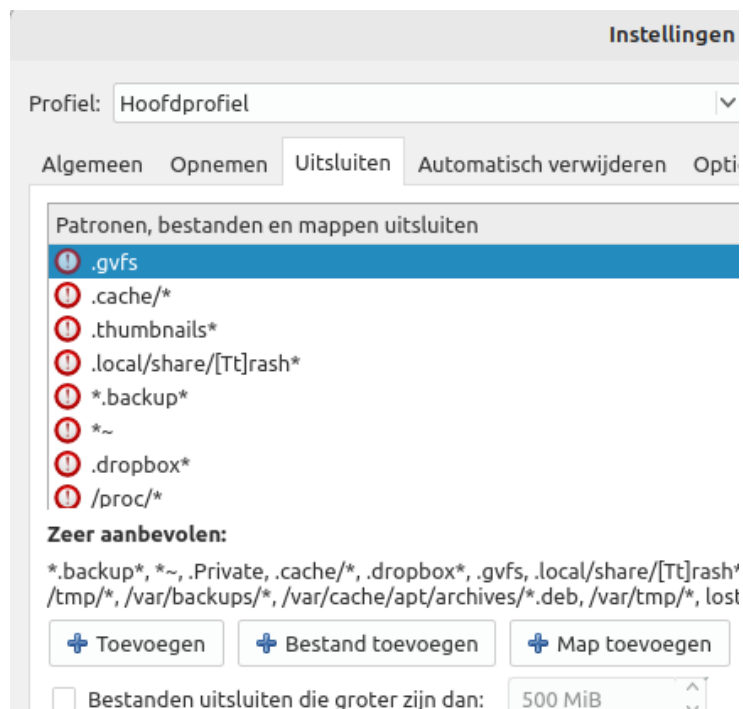 Instellingen
Profiel: Hoofdprofiel
Algemeen Opnemen Uitsluiten Automatisch verwijderen Opti
Patronen, bestanden en mappen uitsluiten
.gvfs
.cache/*
.thumbnails*
.local/share/[Tt]rash*
*.backup*
*~
.dropbox*
/proc/*
Zeer aanbevolen:
*.backup*, *~, .Private, .cache/*, .dropbox*, .gvfs, .local/share/[Tt]rash*
/tmp/*, /var/backups/*, /var/cache/apt/archives/*.deb, /var/tmp/*, lost
Toevoegen Bestand toevoegen Map toevoegen
Bestanden uitsluiten die groter zijn dan: 500 MiB